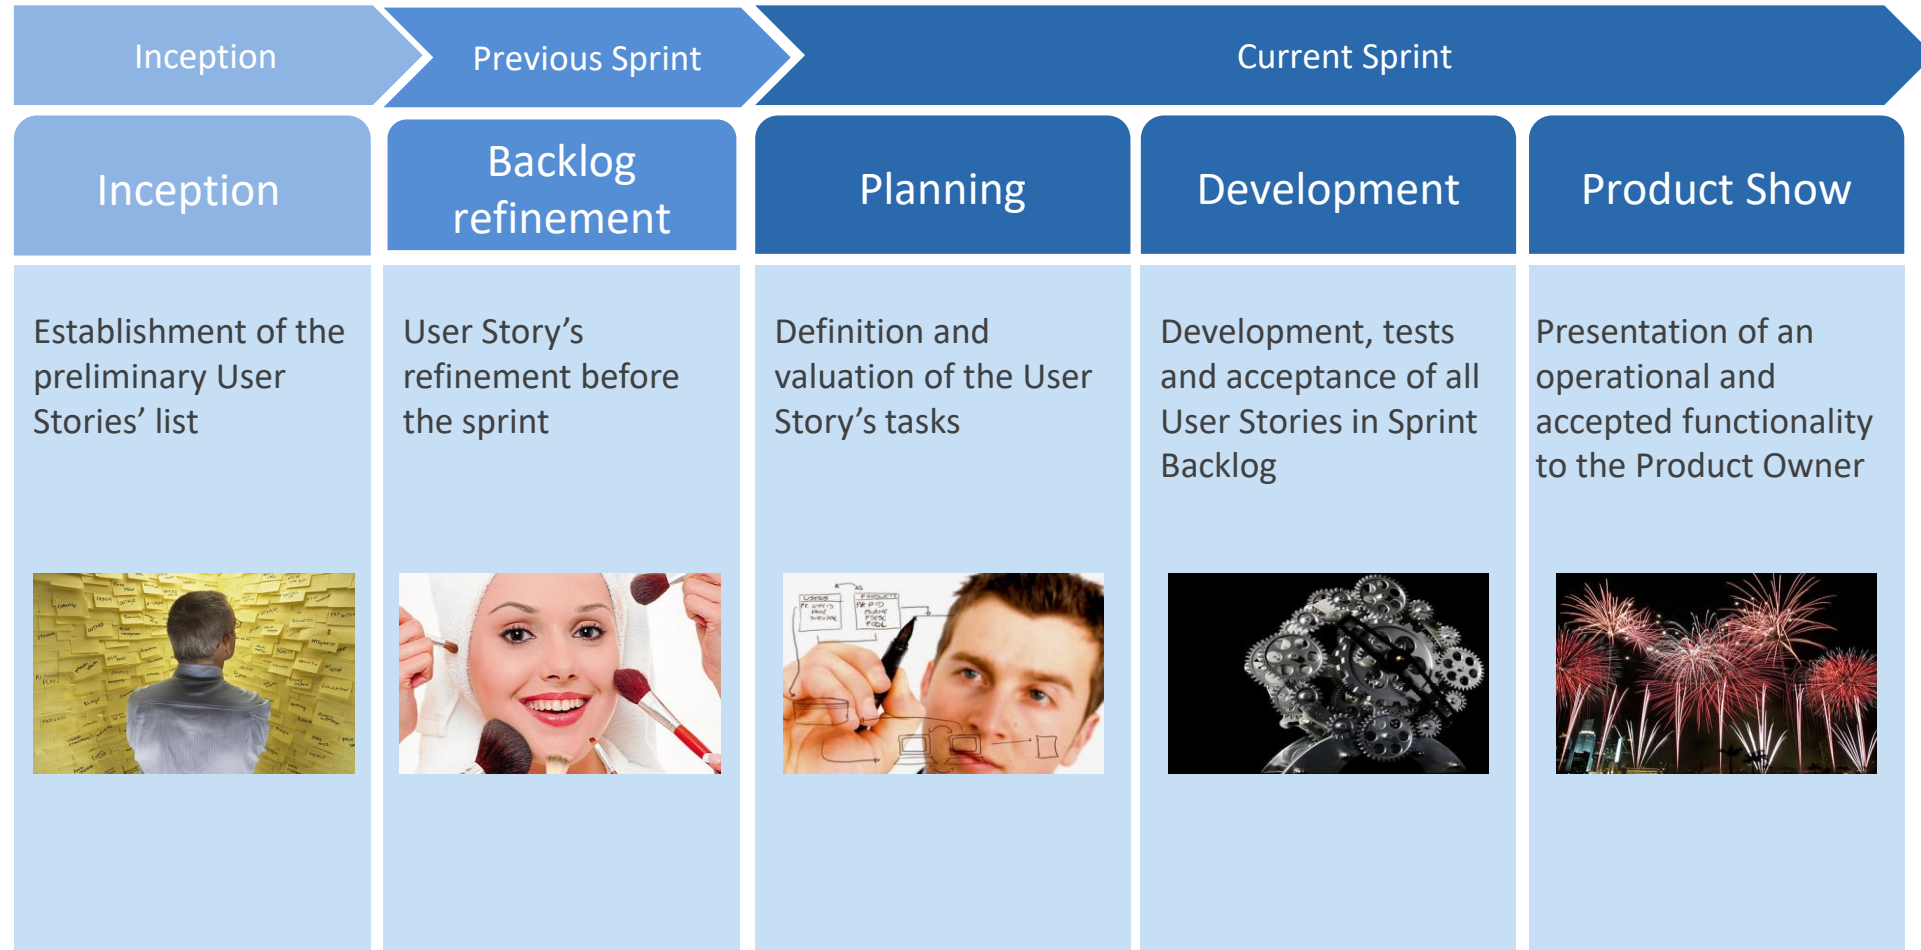 Inception
Previous Sprint
Current Sprint
Inception
Backlog
refinement
Planning
Development
Product Show
Establishment of the
preliminary User
Stories’ list
User Story’s
refinement before
the sprint
Definition and
valuation of the User
Story’s tasks
Development, tests
and acceptance of all
User Stories in Sprint
Backlog
Presentation of an
operational and
accepted functionality
to the Product Owner
USERS
PRODUCTS